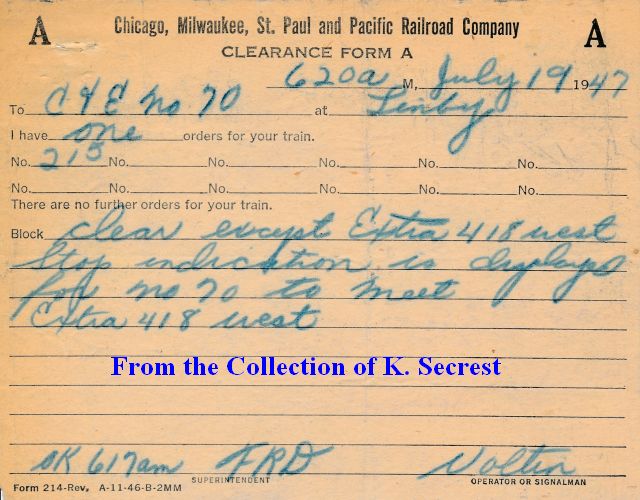 A Chicago, Milwaukee, St. Paul and Pacific Railroad Company A
CLEARANCE FORM A
620a M, July 19 1947
To C & E No 70 at Linby
I have one orders for your train.
No. 215 No. No. No. No. No.
No. No. No. No. No. No.
There are no further orders for your train.
Block clear except Extra 418 west
Stop indication is displayed
for No 70 to meet
Extra 418 west
From the Collection of K. Secrest
OK 617am FRD Nolten
SUPERINTENDENT OPERATOR OR SIGNALMAN
Form 214-Rev. A-11-46-B-2MM